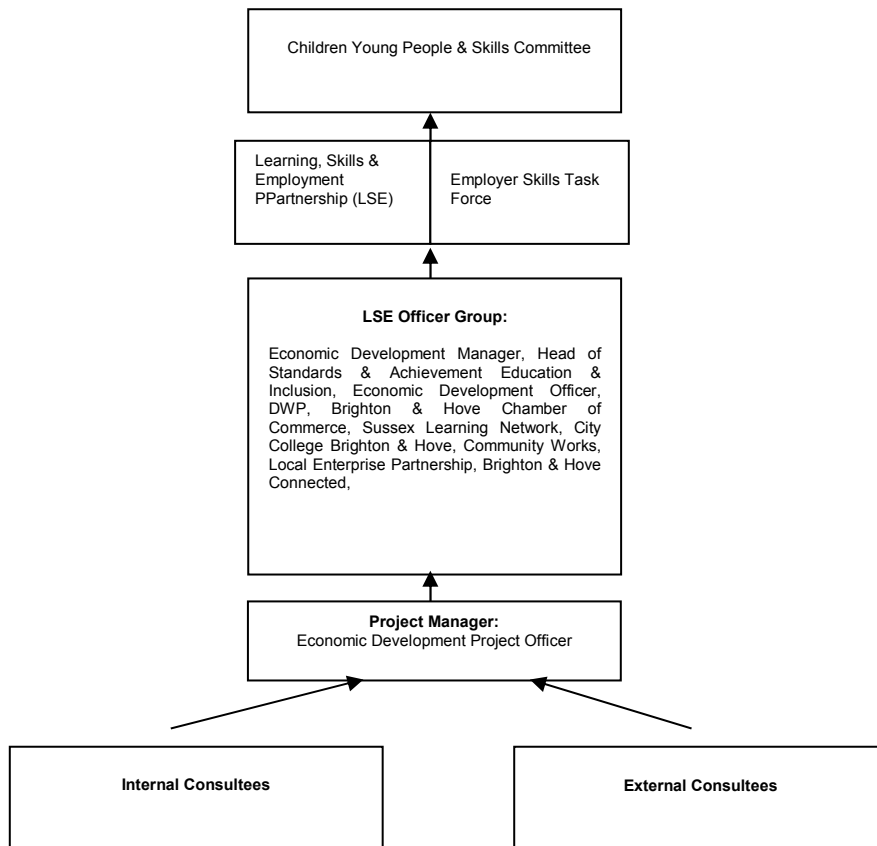 Children Young People & Skills Committee
Learning, Skills &
Employment
PPartnership (LSE)
Employer Skills Task
Force
LSE Officer Group:
Economic Development Manager, Head of
Standards & Achievement Education &
Inclusion, Economic Development Officer,
DWP, Brighton & Hove Chamber of
Commerce, Sussex Learning Network, City
College Brighton & Hove, Community Works,
Local Enterprise Partnership, Brighton & Hove
Connected,
Project Manager:
Economic Development Project Officer
Internal Consultees
External Consultees